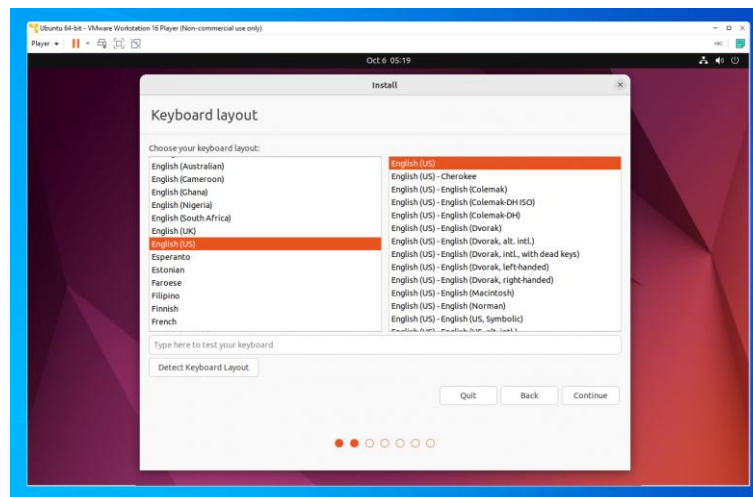 Ubuntu 64-bit - VMware Workstation 16 Player (Non-commercial use only)
Player
Oct 6 05:19
Install
Keyboard layout
Choose your keyboard layout:
English (Australian)
English (Cameroon)
English (Ghana)
English (Nigeria)
English (South Africa)
English (UK)
English (US)
Esperanto
Estonian
Faroese
Filipino
Finnish
French
English (US)
English (US) - Cherokee
English (US) - English (Colemak)
English (US) - English (Colemak-DH ISO)
English (US) - English (Colemak-DH)
English (US) - English (Dvorak)
English (US) - English (Dvorak, alt. intl.)
English (US) - English (Dvorak, intl., with dead keys)
English (US) - English (Dvorak, left-handed)
English (US) - English (Dvorak, right-handed)
English (US) - English (Macintosh)
English (US) - English (Norman)
English (US) - English (US, Symbolic)
English (US) - English (US, alt. intl.)
Type here to test your keyboard
Detect Keyboard Layout
Quit
Back
Continue